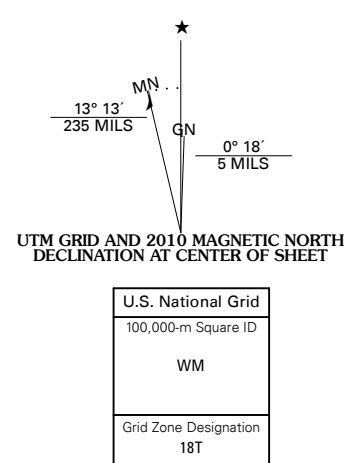 ★
MN
13° 13´
235 MILS
GN
0° 18´
5 MILS
UTM GRID AND 2010 MAGNETIC NORTH
DECLINATION AT CENTER OF SHEET
U.S. National Grid
100,000-m Square ID
WM
Grid Zone Designation
18T